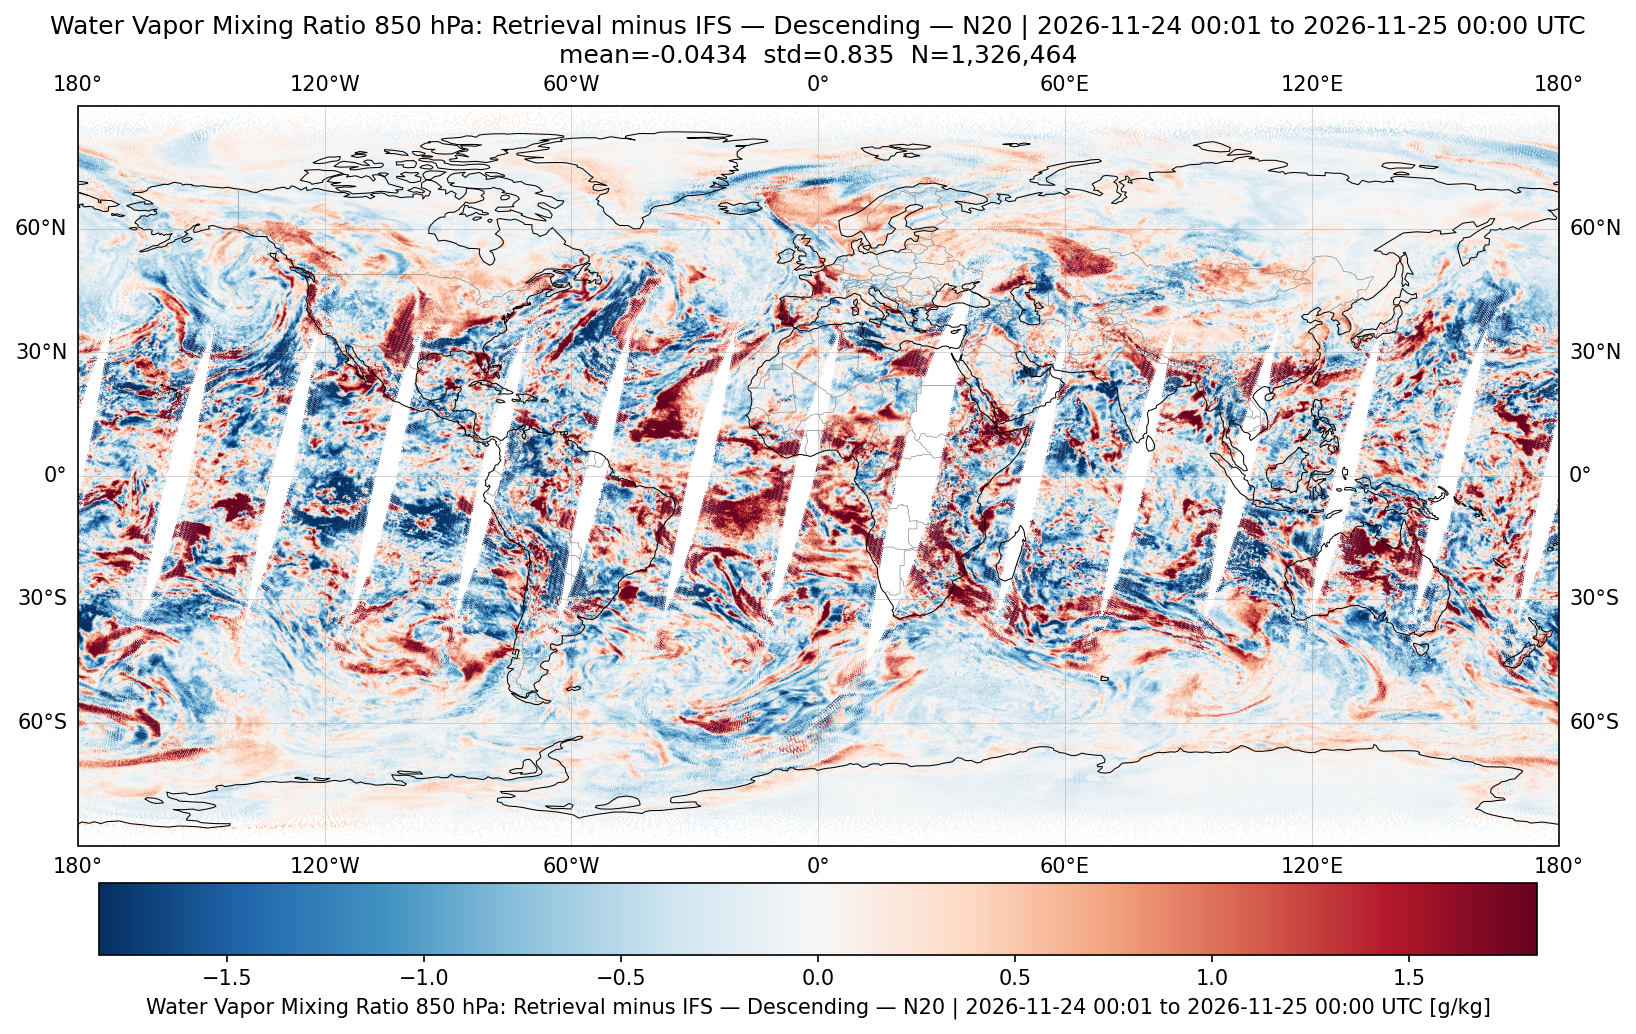 Water Vapor Mixing Ratio 850 hPa: Retrieval minus IFS — Descending — N20 | 2026-11-24 00:01 to 2026-11-25 00:00 UTC
mean=-0.0434  std=0.835  N=1,326,464
180° 120°W 60°W 0° 60°E 120°E 180°
60°N 60°N
30°N 30°N
0° 0°
30°S 30°S
60°S 60°S
180° 120°W 60°W 0° 60°E 120°E 180°
−1.5 −1.0 −0.5 0.0 0.5 1.0 1.5
Water Vapor Mixing Ratio 850 hPa: Retrieval minus IFS — Descending — N20 | 2026-11-24 00:01 to 2026-11-25 00:00 UTC [g/kg]